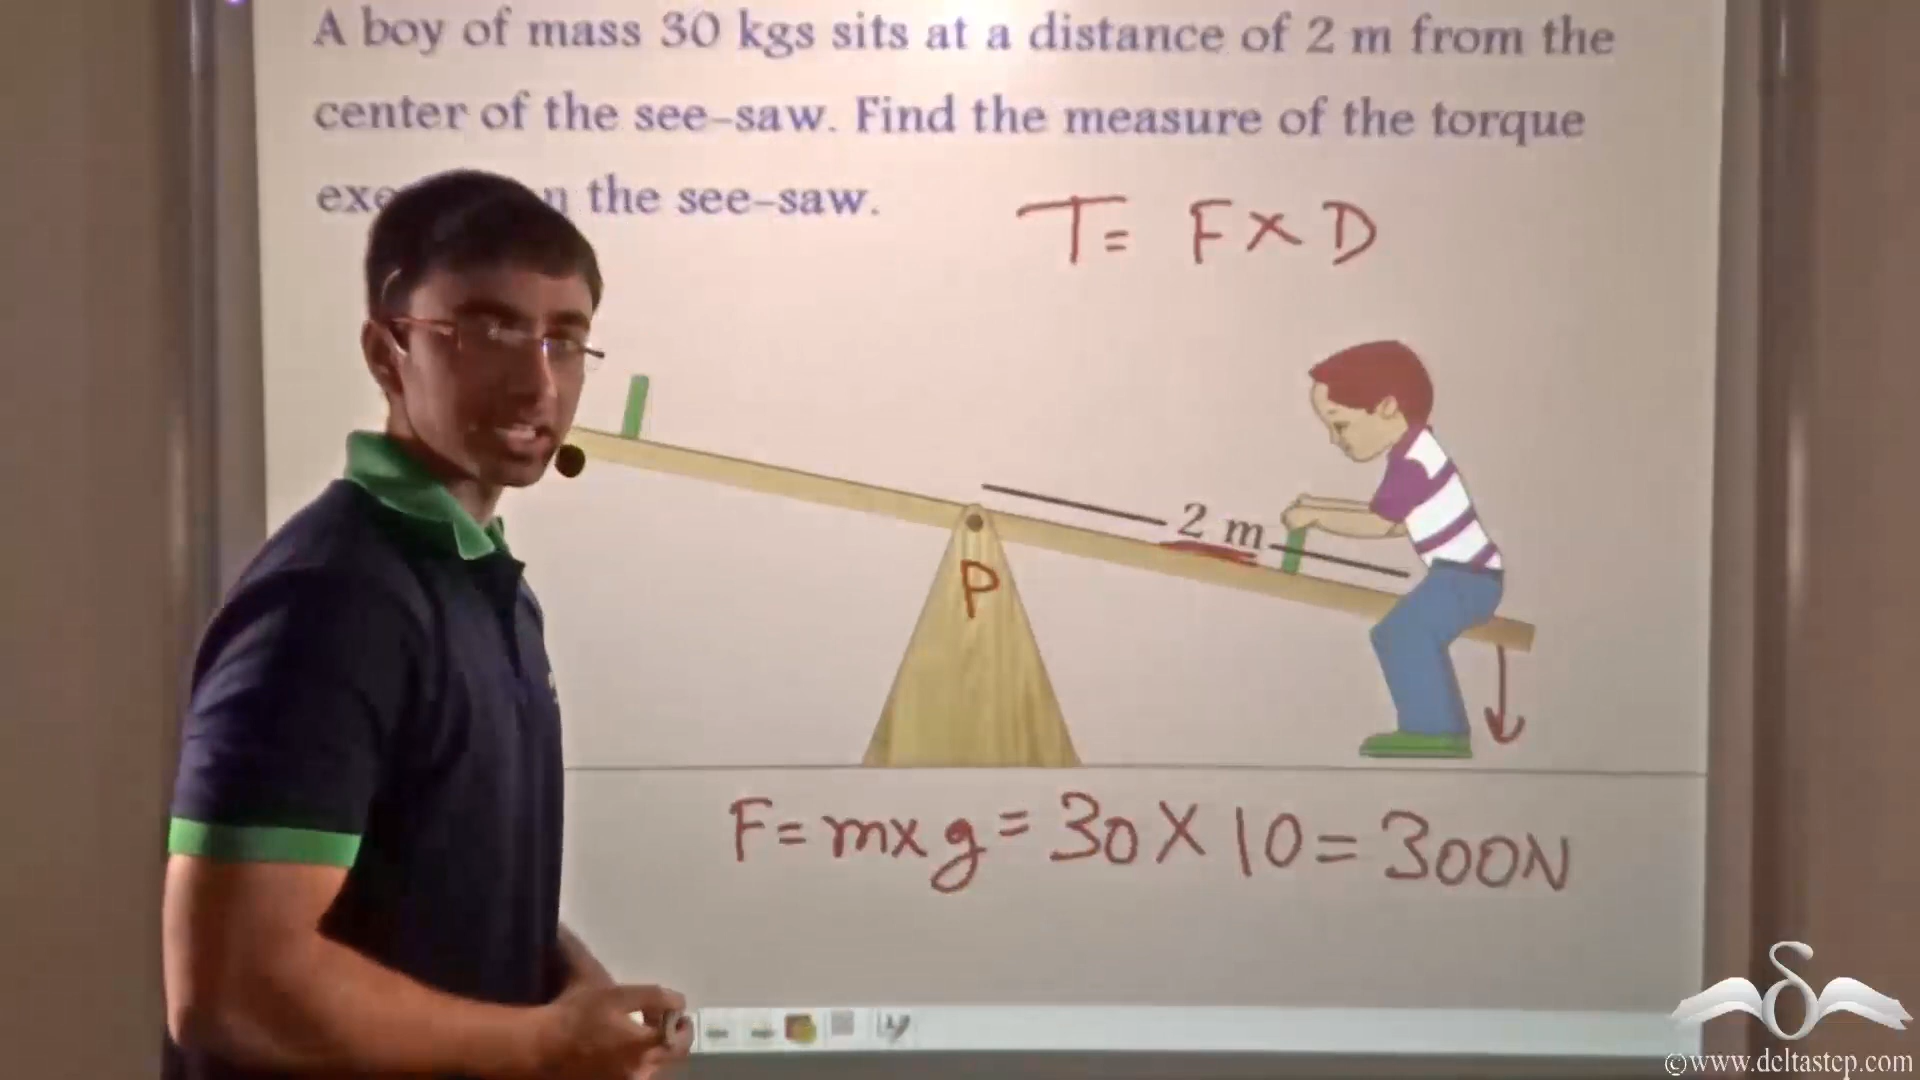 A boy of mass 30 kgs sits at a distance of 2 m from the
center of the see-saw. Find the measure of the torque
the see-saw.
T= F×D
2 m
P
F=m×g=30×10=300N
©www.deltastep.com